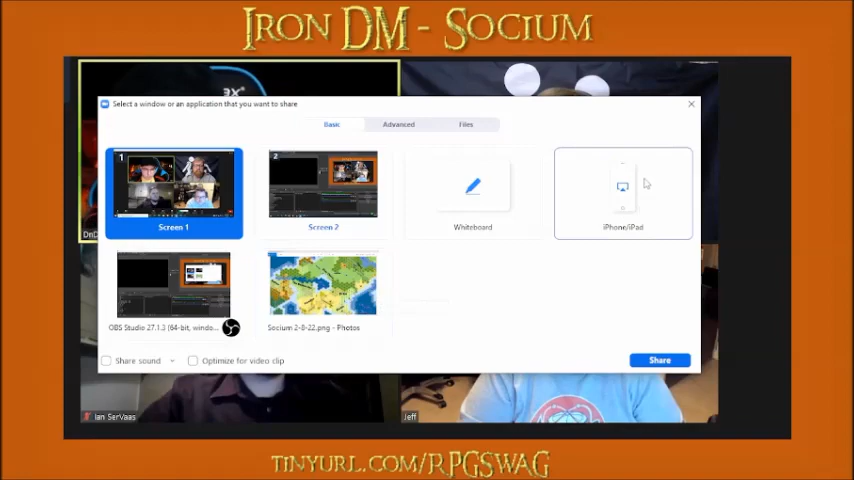 IRON DM - SOCIUM
3X
Select a window or an application that you want to share
Basic Advanced Files
1
2
Screen 1
Screen 2
Whiteboard
iPhone/iPad
OBS Studio 27.1.3 (64-bit, windo...
Socium 2-8-22.png - Photos
Share sound
Optimize for video clip
Share
Ian SerVaas
Jeff
TINYURL.COM/RPGSWAG